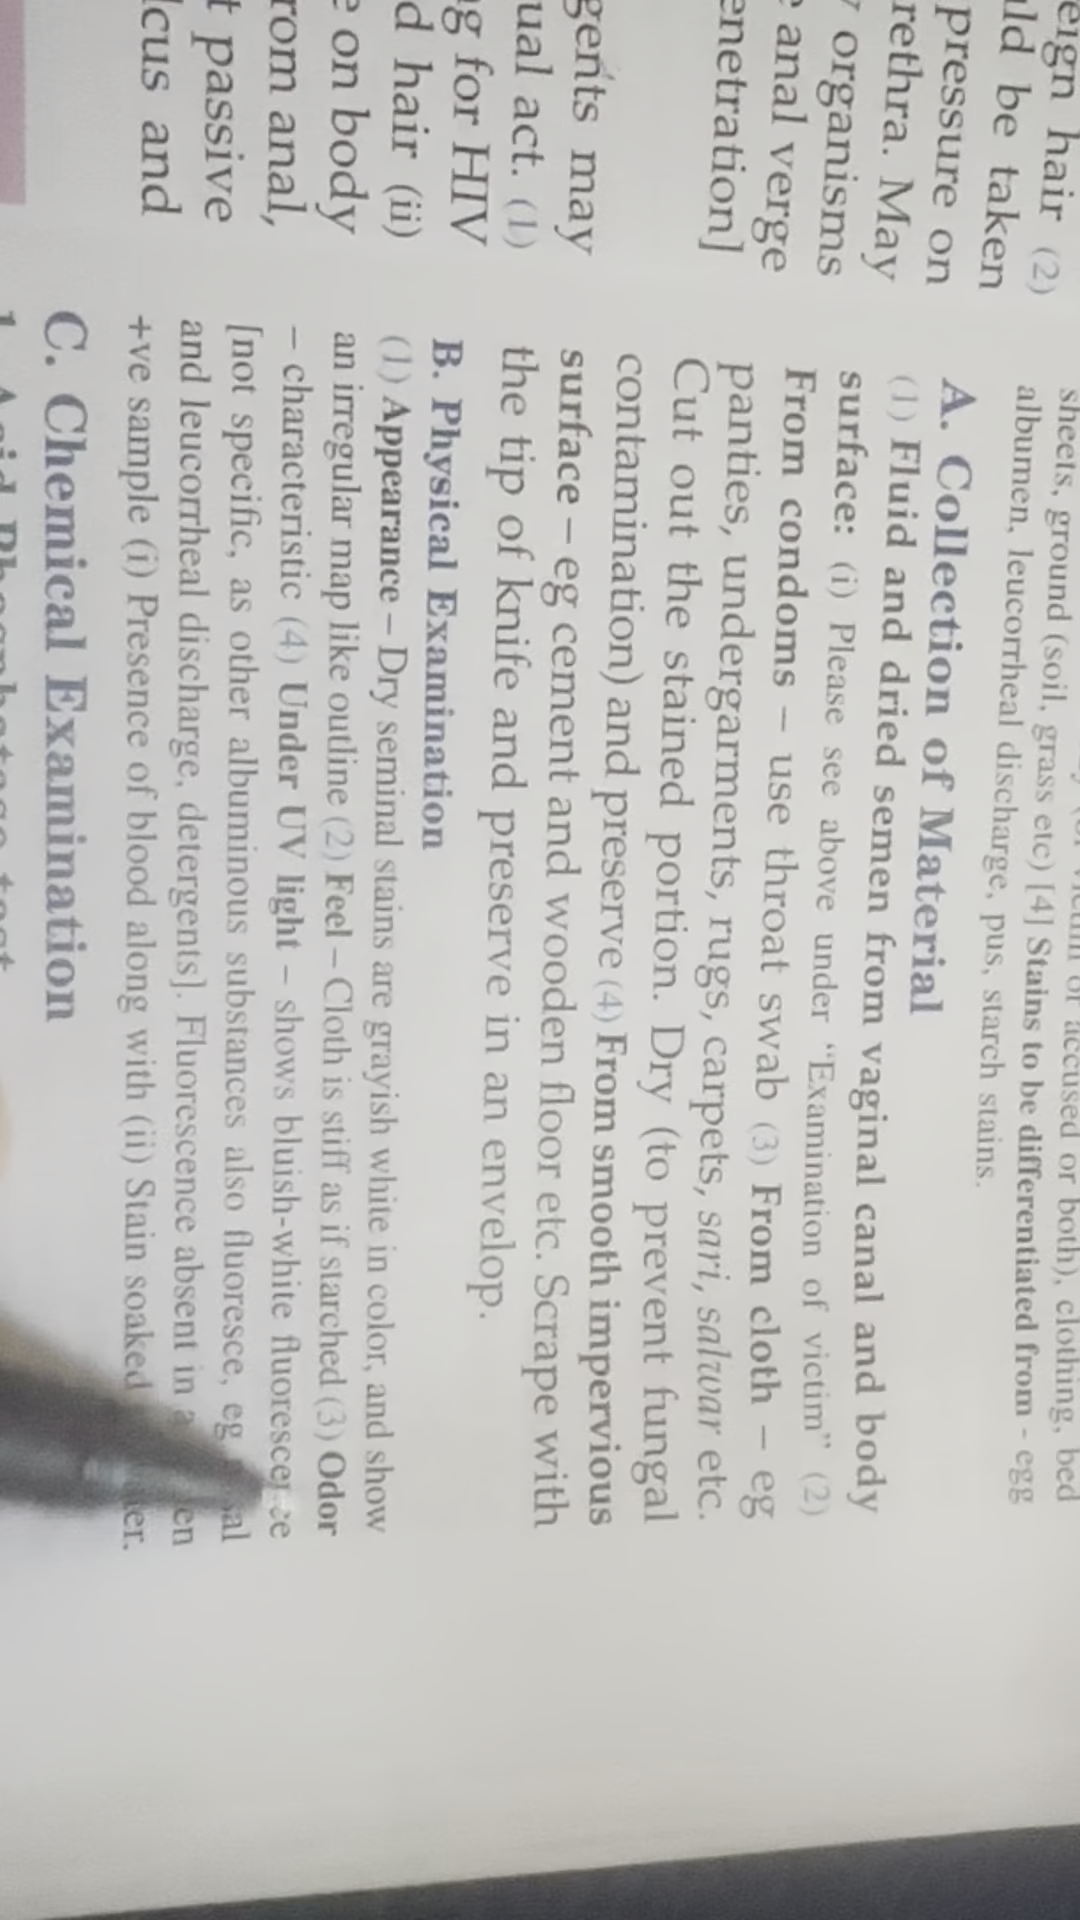 eign hair (2)
uld be taken
pressure on
rethra. May
organisms
anal verge
enetration]
gents may
ual act. (1)
g for HIV
d hair (ii)
e on body
rom anal,
t passive
lcus and
accused or both), clothing, bed
sheets, ground (soil, grass etc) [4] Stains to be differentiated from - egg
albumen, leucorrheal discharge, pus, starch stains.
A. Collection of Material
(1) Fluid and dried semen from vaginal canal and body
surface: (i) Please see above under “Examination of victim” (2)
From condoms – use throat swab (3) From cloth – eg
panties, undergarments, rugs, carpets, sari, salwar etc.
Cut out the stained portion. Dry (to prevent fungal
contamination) and preserve (4) From smooth impervious
surface – eg cement and wooden floor etc. Scrape with
the tip of knife and preserve in an envelop.
B. Physical Examination
(1) Appearance – Dry seminal stains are grayish white in color, and show
an irregular map like outline (2) Feel – Cloth is stiff as if starched (3) Odor
– characteristic (4) Under UV light – shows bluish-white fluorescence
[not specific, as other albuminous substances also fluoresce, eg
and leucorrheal discharge, detergents]. Fluorescence absent in
+ve sample (i) Presence of blood along with (ii) Stain soaked
C. Chemical Examination